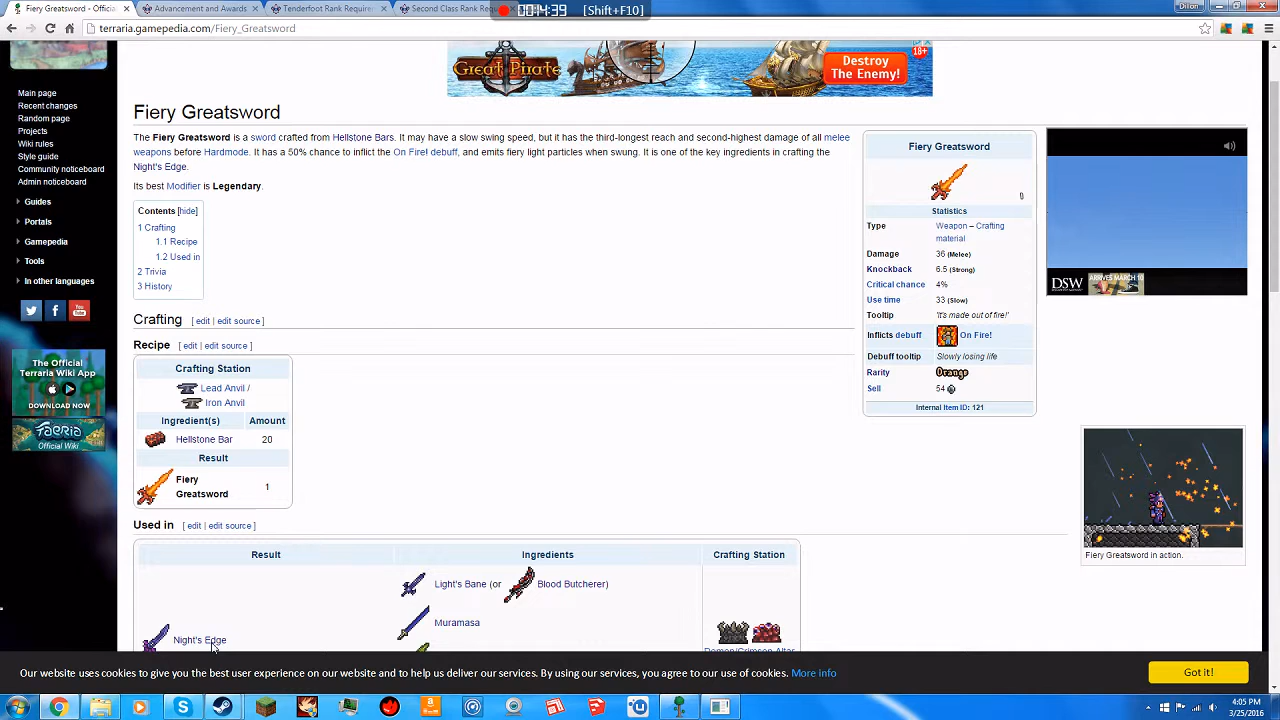 Fiery Greatsword - Officia
Advancement and Awards
Tenderfoot Rank Requirem
Second Class Rank Requ
00:14:39 [Shift+F10]
Dillon
terraria.gamepedia.com/Fiery_Greatsword
GREAT PIRATE
18+
Destroy
The Enemy!
Main page
Recent changes
Random page
Projects
Wiki rules
Style guide
Community noticeboard
Admin noticeboard
Guides
Portals
Gamepedia
Tools
In other languages
The Official
Terraria Wiki App
DOWNLOAD NOW
FAERIA
Official Wiki
Fiery Greatsword
The Fiery Greatsword is a sword crafted from Hellstone Bars. It may have a slow swing speed, but it has the third-longest reach and second-highest damage of all melee
weapons before Hardmode. It has a 50% chance to inflict the On Fire! debuff, and emits fiery light particles when swung. It is one of the key ingredients in crafting the
Night's Edge.
Its best Modifier is Legendary.
Contents [hide]
1 Crafting
1.1 Recipe
1.2 Used in
2 Trivia
3 History
Crafting [ edit | edit source ]
Recipe [ edit | edit source ]
Crafting Station
Lead Anvil /
Iron Anvil
Ingredient(s) Amount
Hellstone Bar 20
Result
Fiery
Greatsword 1
Used in [ edit | edit source ]
Result Ingredients Crafting Station
Light's Bane (or Blood Butcherer)
Muramasa
Night's Edge
Demon/Crimson Altar
Fiery Greatsword
Statistics
Type Weapon – Crafting
material
Damage 36 (Melee)
Knockback 6.5 (Strong)
Critical chance 4%
Use time 33 (Slow)
Tooltip 'It's made out of fire!'
Inflicts debuff On Fire!
Debuff tooltip Slowly losing life
Rarity Orange
Sell 54
Internal Item ID: 121
DSW
ARRIVES MARCH 10
Fiery Greatsword in action.
Our website uses cookies to give you the best user experience on our website and to help us deliver our services. By using our services, you agree to our use of cookies. More info
Got it!
4:05 PM
3/25/2016